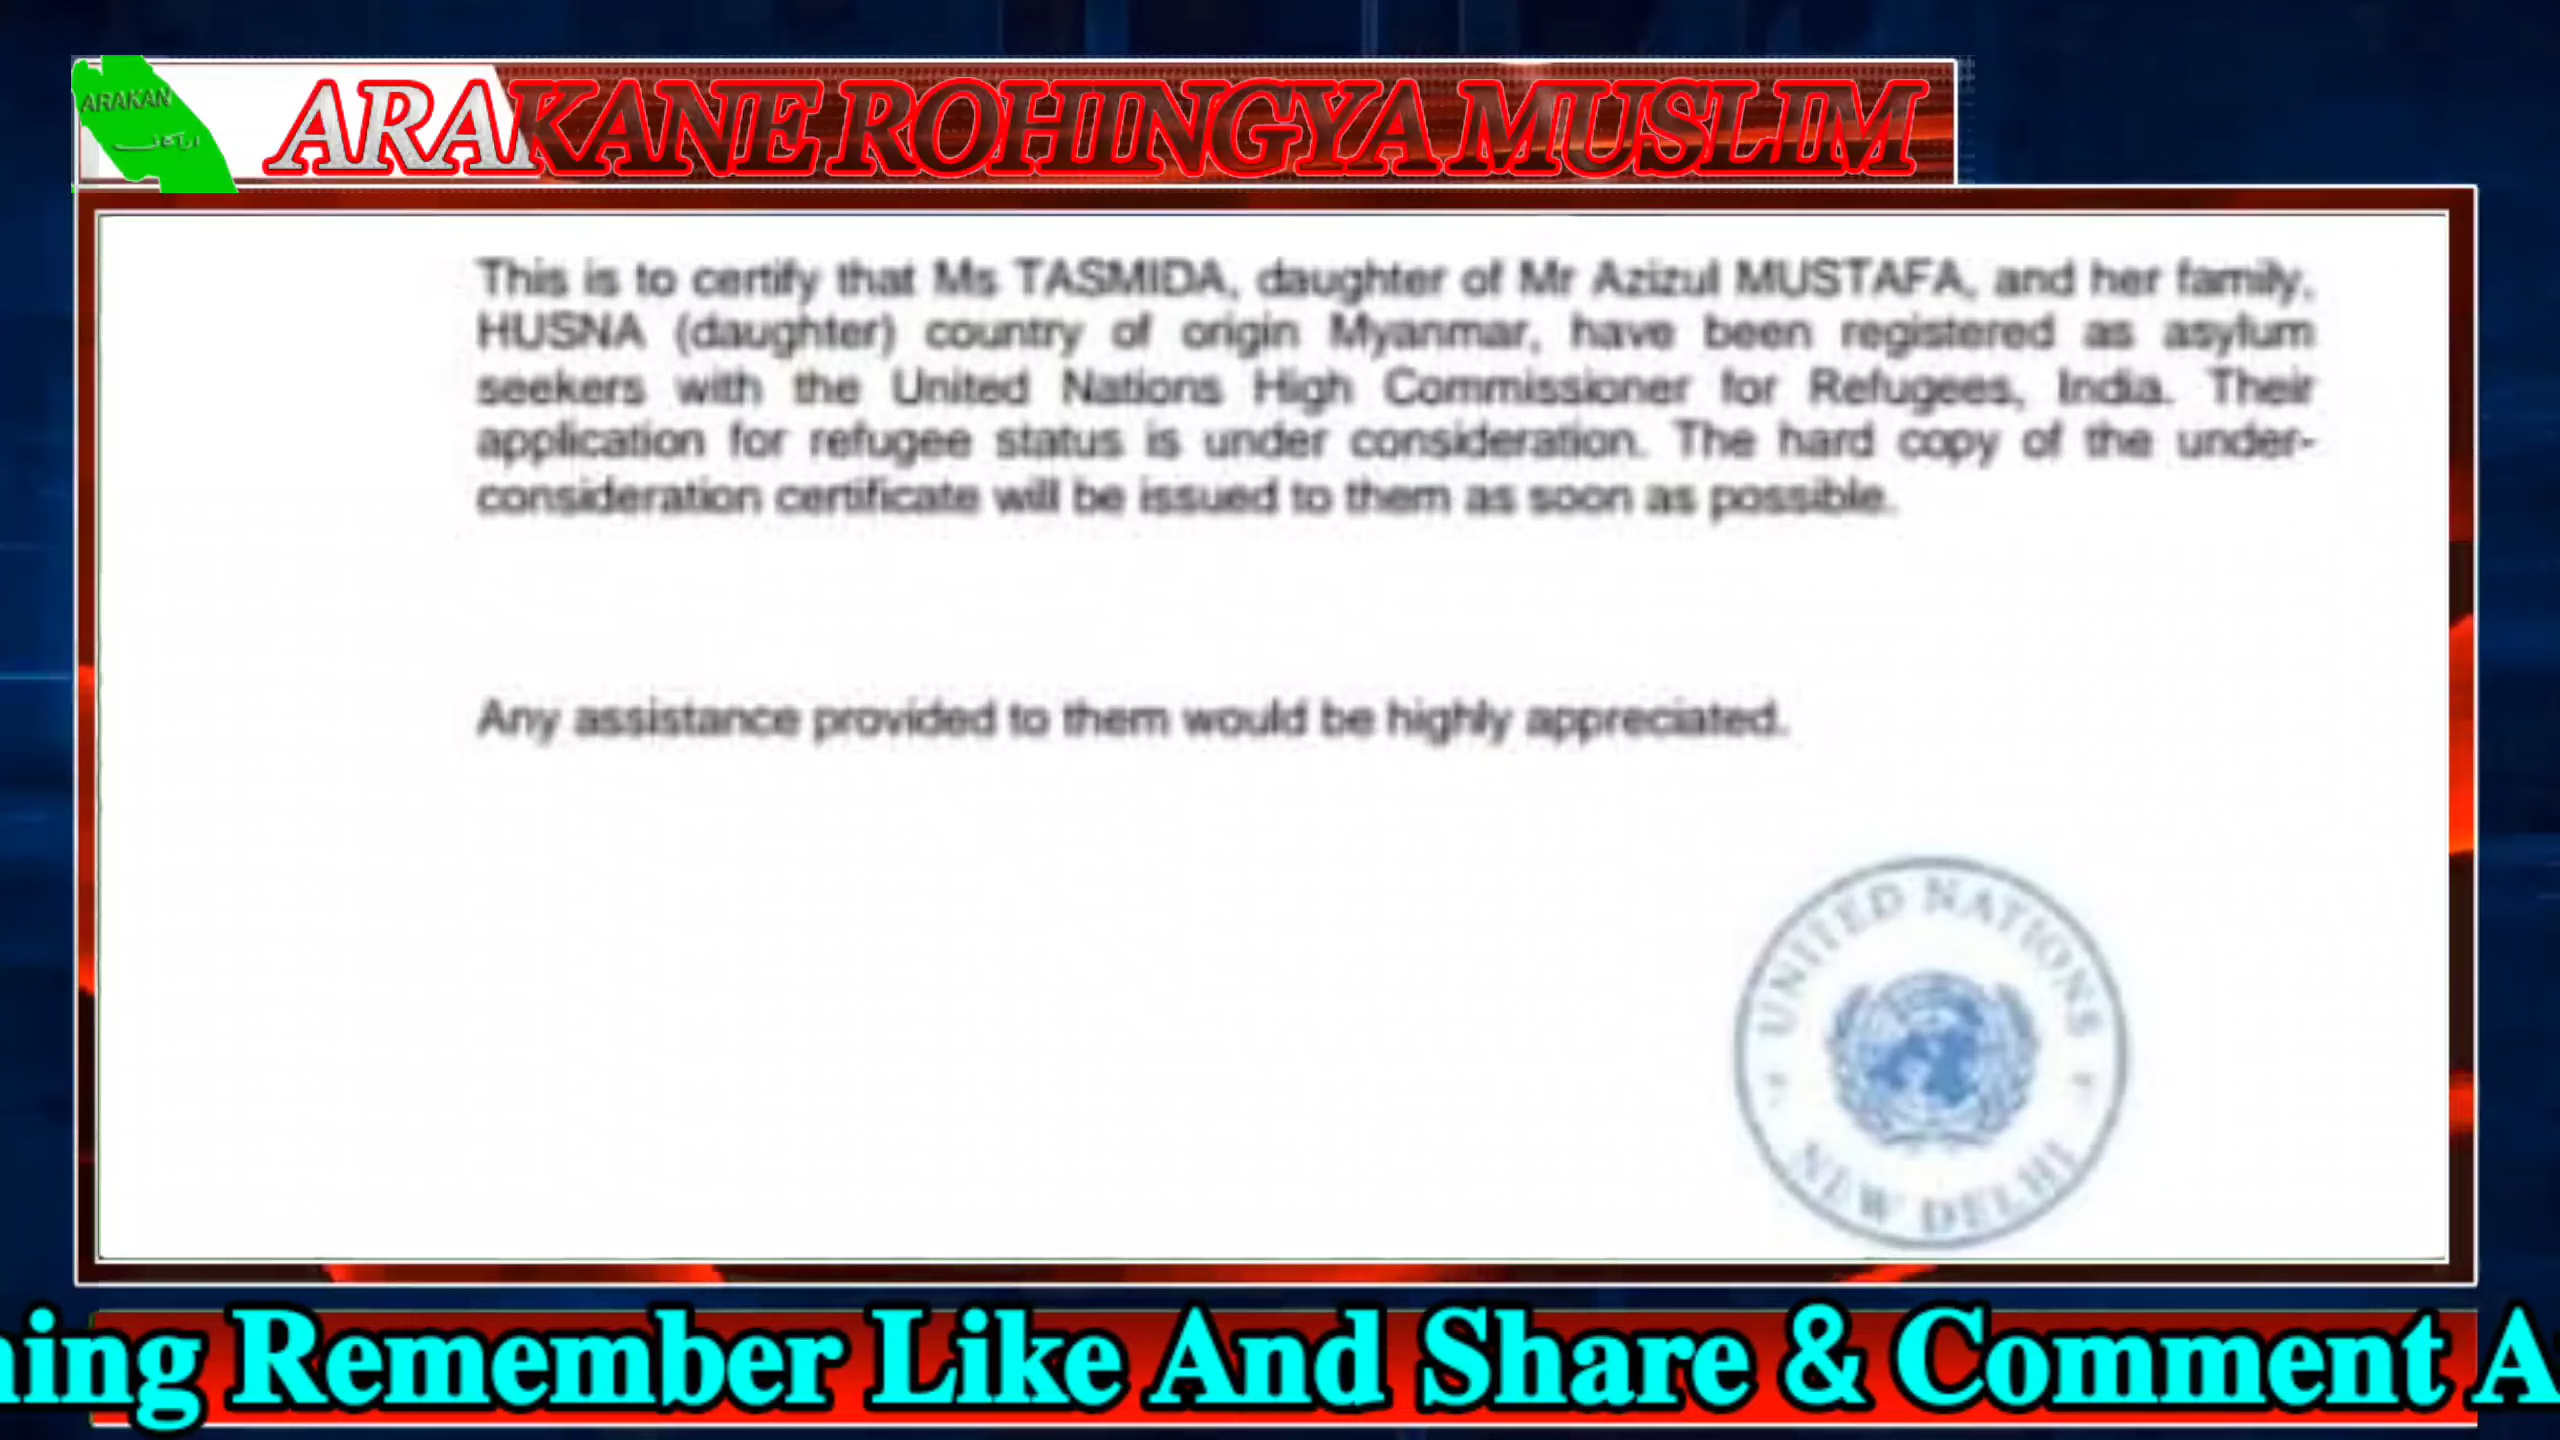 ARAKAN
اراكان
ARAKANE ROHINGYA MUSLIM
This is to certify that Ms TASMIDA, daughter of Mr Azizul MUSTAFA, and her family,
HUSNA (daughter) country of origin Myanmar, have been registered as asylum
seekers with the United Nations High Commissioner for Refugees, India. Their
application for refugee status is under consideration. The hard copy of the under-
consideration certificate will be issued to them as soon as possible.
Any assistance provided to them would be highly appreciated.
UNITED NATIONS
NEW DELHI
hing Remember Like And Share & Comment A